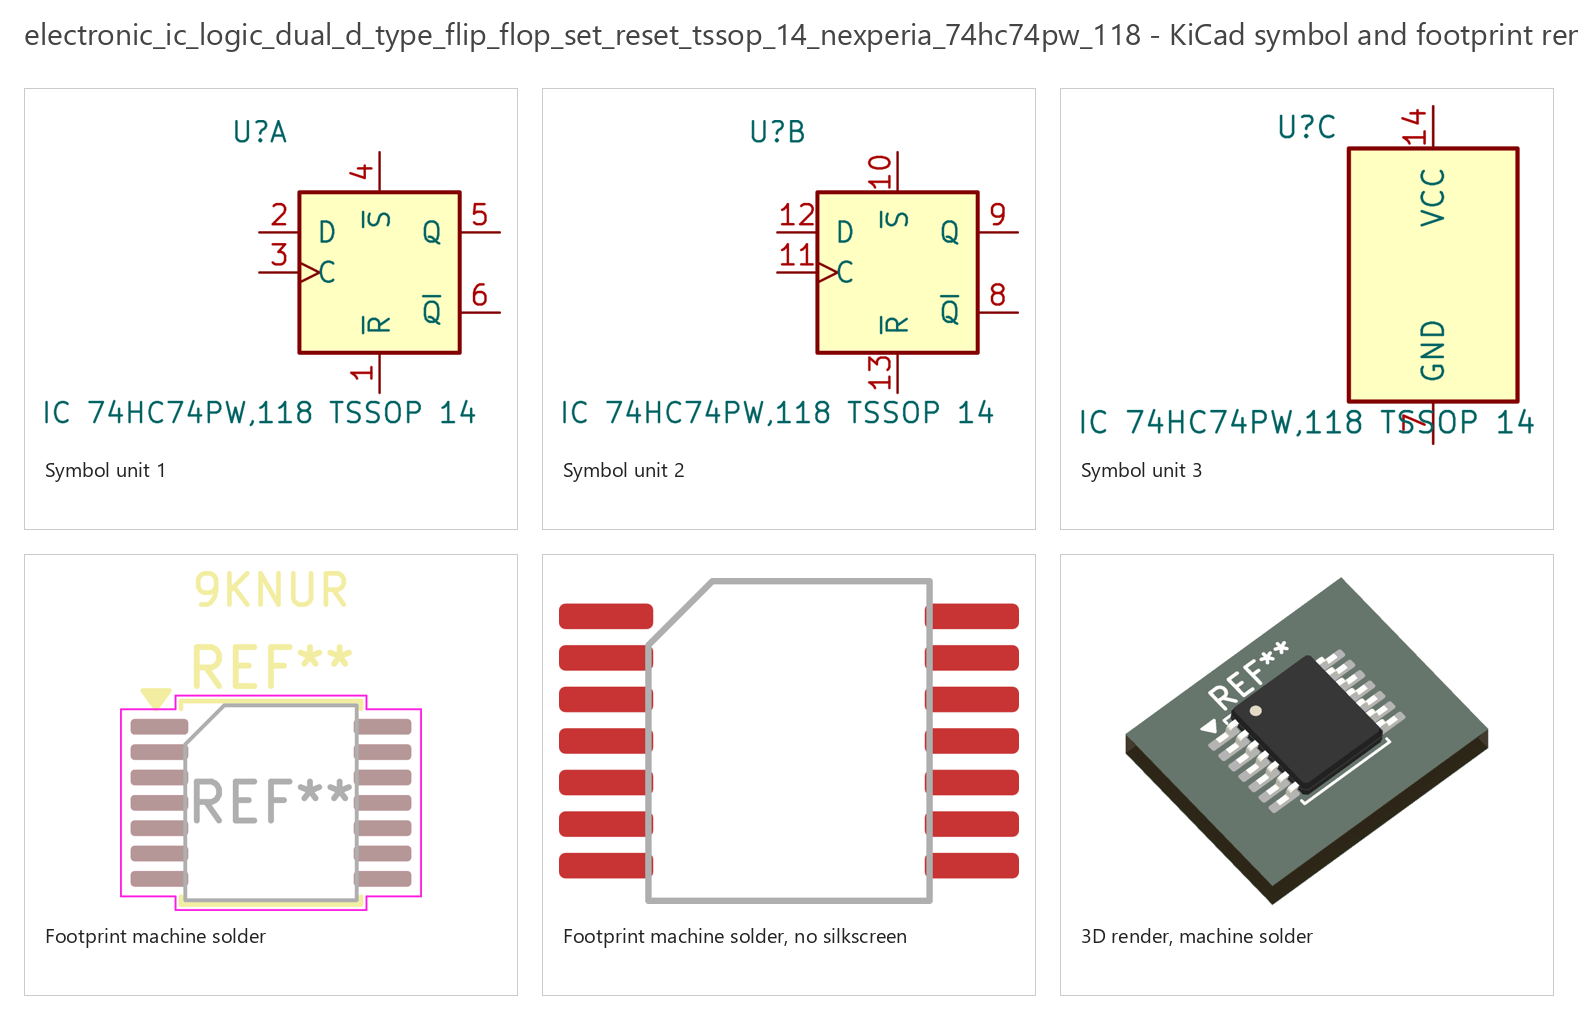 electronic_ic_logic_dual_d_type_flip_flop_set_reset_tssop_14_nexperia_74hc74pw_118 - KiCad symbol and footprint rer
U?A
4
2 D S Q 5
3 C
6 Q
R
1
IC 74HC74PW,118 TSSOP 14
Symbol unit 1
U?B
10
12 D S Q 9
11 C
8 Q
R
13
IC 74HC74PW,118 TSSOP 14
Symbol unit 2
U?C
14
VCC
GND
7
IC 74HC74PW,118 TSSOP 14
Symbol unit 3
9KNUR
REF**
REF**
Footprint machine solder
Footprint machine solder, no silkscreen
REF**
3D render, machine solder